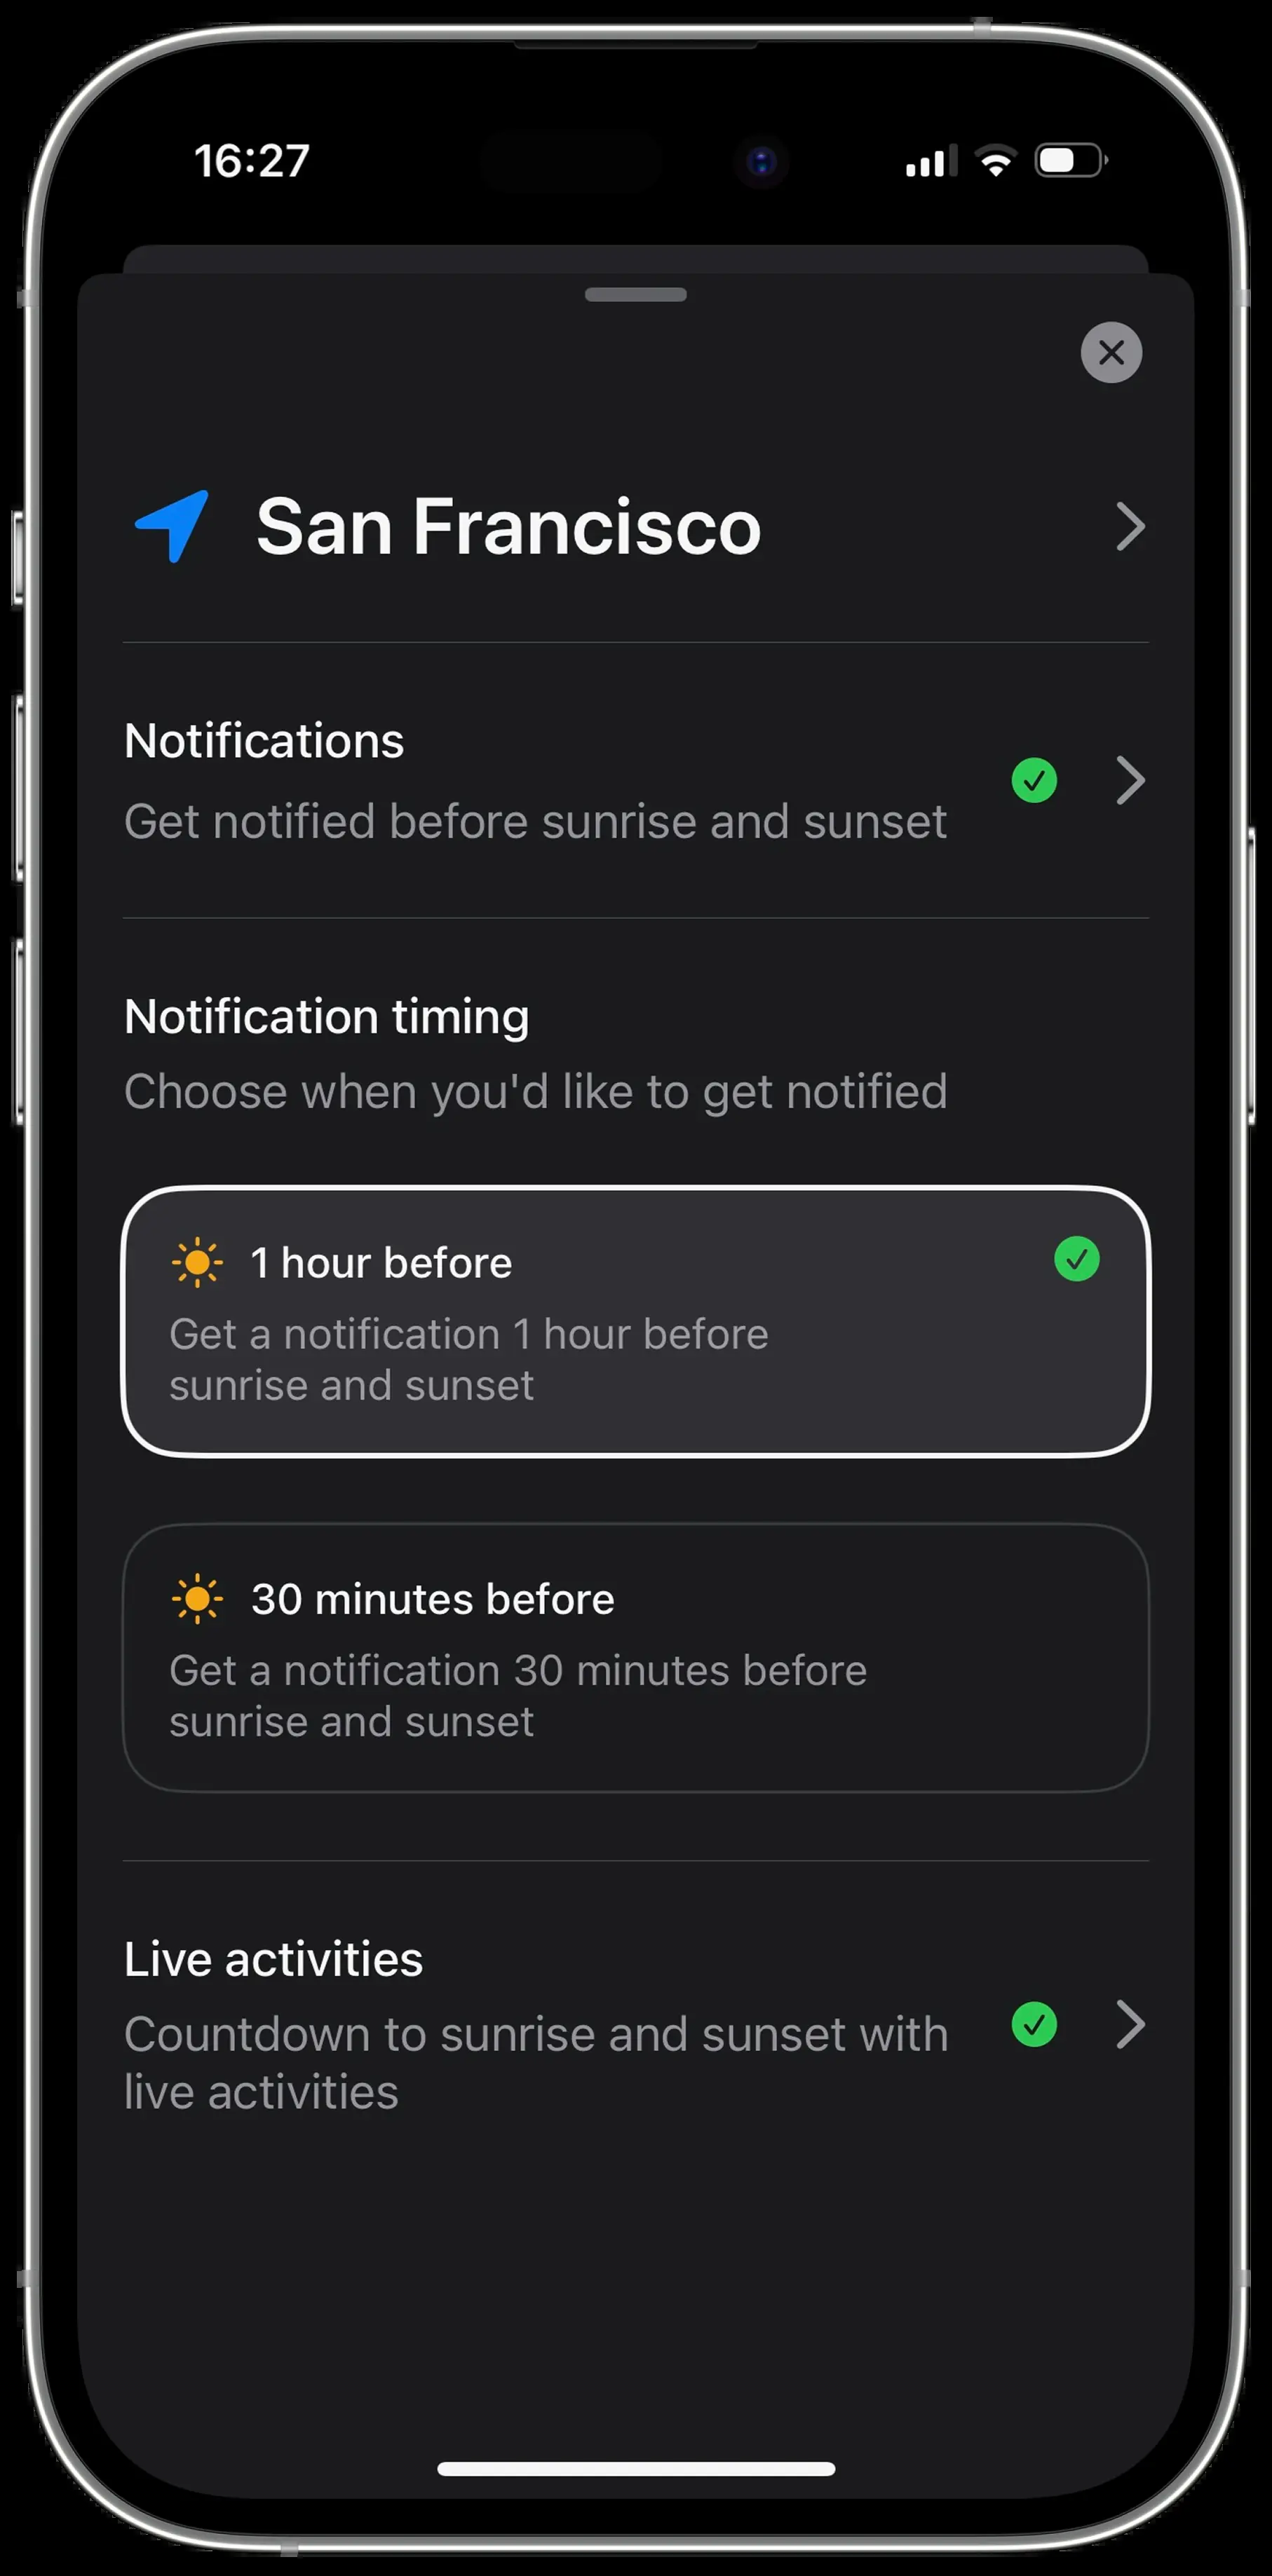 16:27
San Francisco
Notifications
Get notified before sunrise and sunset
Notification timing
Choose when you'd like to get notified
1 hour before
Get a notification 1 hour before
sunrise and sunset
30 minutes before
Get a notification 30 minutes before
sunrise and sunset
Live activities
Countdown to sunrise and sunset with
live activities